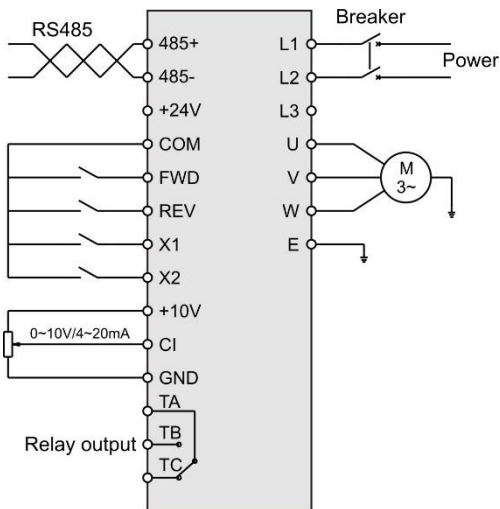 RS485
Breaker
Power
485+
485-
+24V
COM
FWD
REV
X1
X2
+10V
0~10V/4~20mA
CI
GND
TA
TB
Relay output
TC
L1
L2
L3
U
V
W
E
M
3~